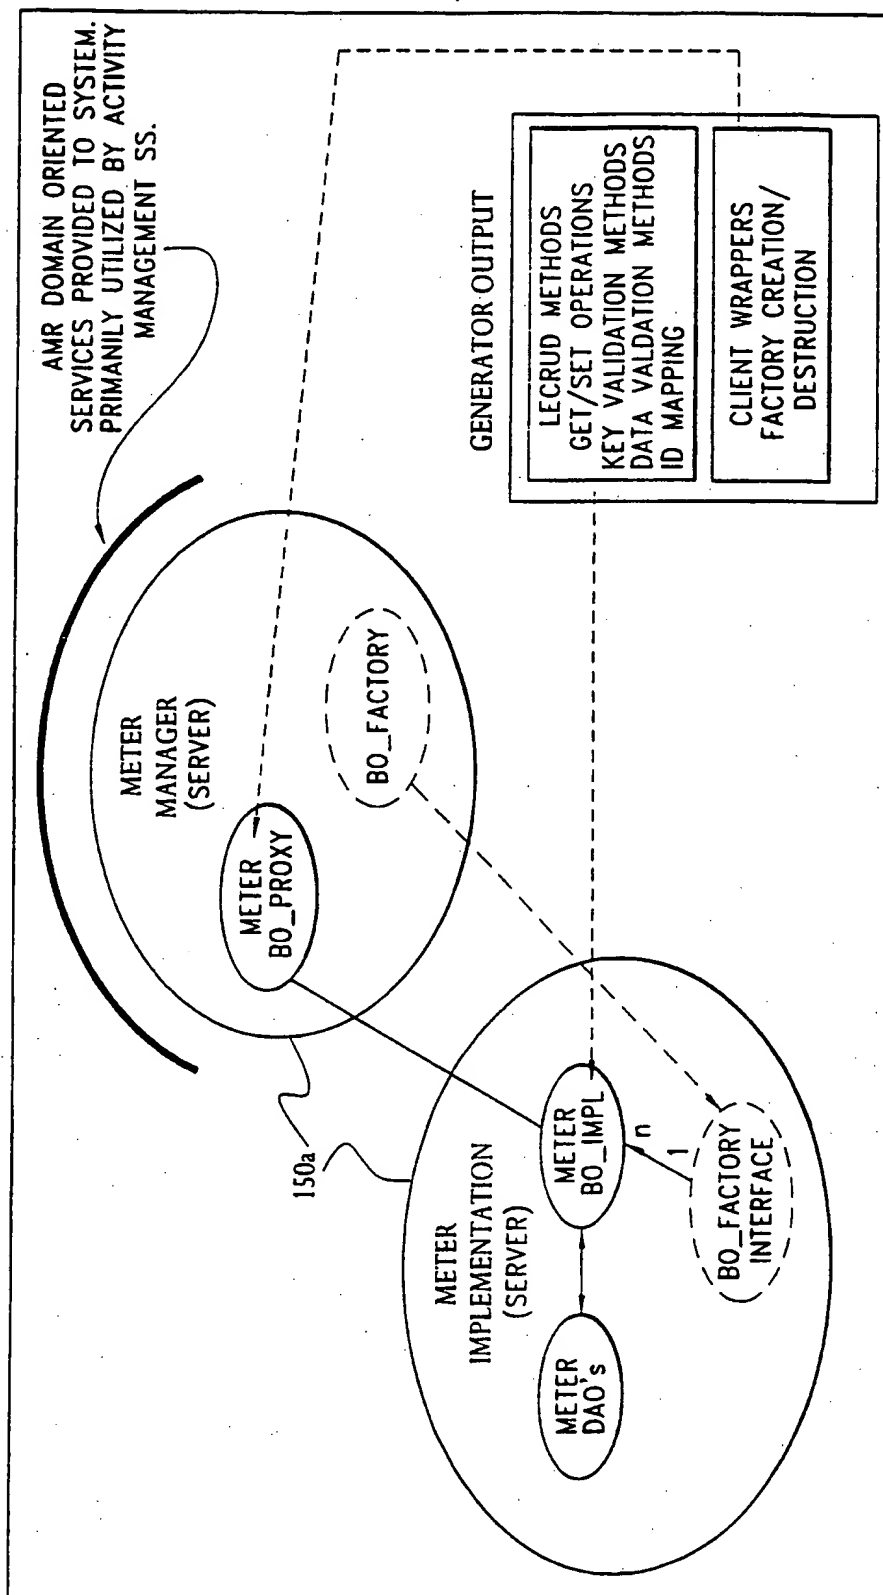 AMR DOMAIN ORIENTED
SERVICES PROVIDED TO SYSTEM.
PRIMANILY UTILIZED BY ACTIVITY
MANAGEMENT SS.
METER
MANAGER
(SERVER)
METER
BO_PROXY
BO_FACTORY
150a
METER
IMPLEMENTATION
(SERVER)
METER
DAO's
METER
BO_IMPL
n
1
BO_FACTORY
INTERFACE
GENERATOR OUTPUT
LECRUD METHODS
GET/SET OPERATIONS
KEY VALIDATION METHODS
DATA VALDATION METHODS
ID MAPPING
CLIENT WRAPPERS
FACTORY CREATION/
DESTRUCTION